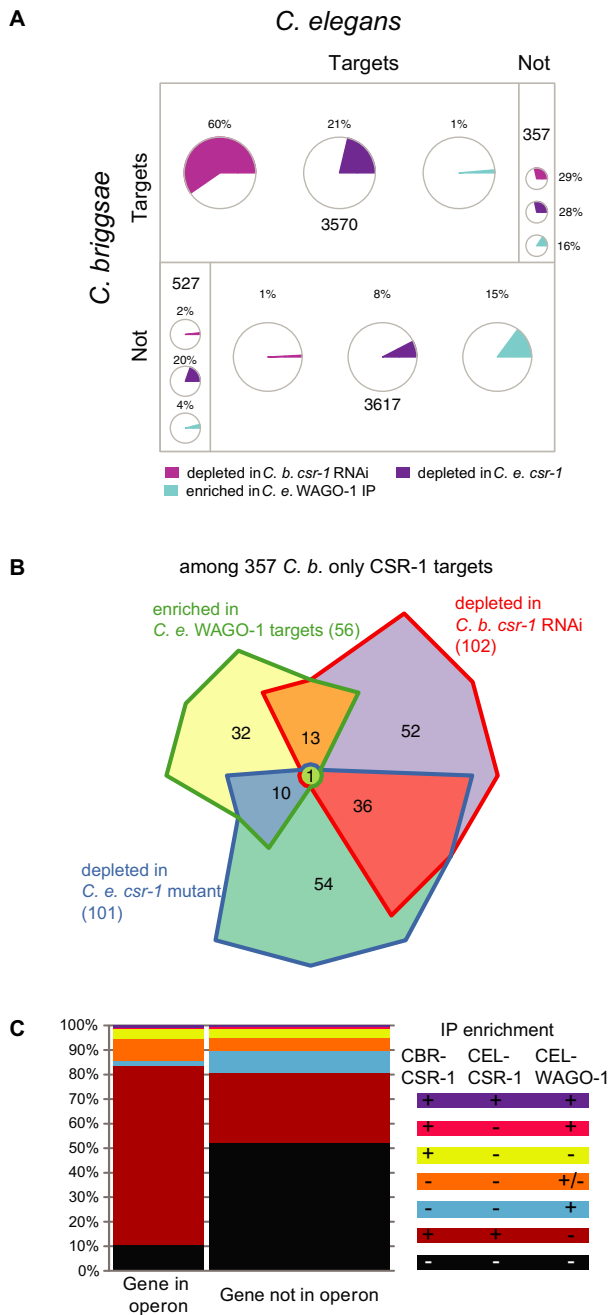 A
C. elegans
Targets
Not
C. briggsae
Targets
Not
60%
21%
1%
3570
357
29%
28%
16%
527
2%
20%
4%
1%
8%
15%
3617
depleted in C. b. csr-1 RNAi
depleted in C. e. csr-1
enriched in C. e. WAGO-1 IP
B
among 357 C. b. only CSR-1 targets
enriched in
C. e. WAGO-1 targets (56)
depleted in
C. b. csr-1 RNAi
(102)
32
13
52
1
10
36
54
depleted in
C. e. csr-1 mutant
(101)
C
100%
90%
80%
70%
60%
50%
40%
30%
20%
10%
0%
Gene in
operon
Gene not in operon
IP enrichment
CBR- CEL- CEL-
CSR-1 CSR-1 WAGO-1
+ + +
+ - +
+ - -
- - +/-
- - +
+ + -
- - -